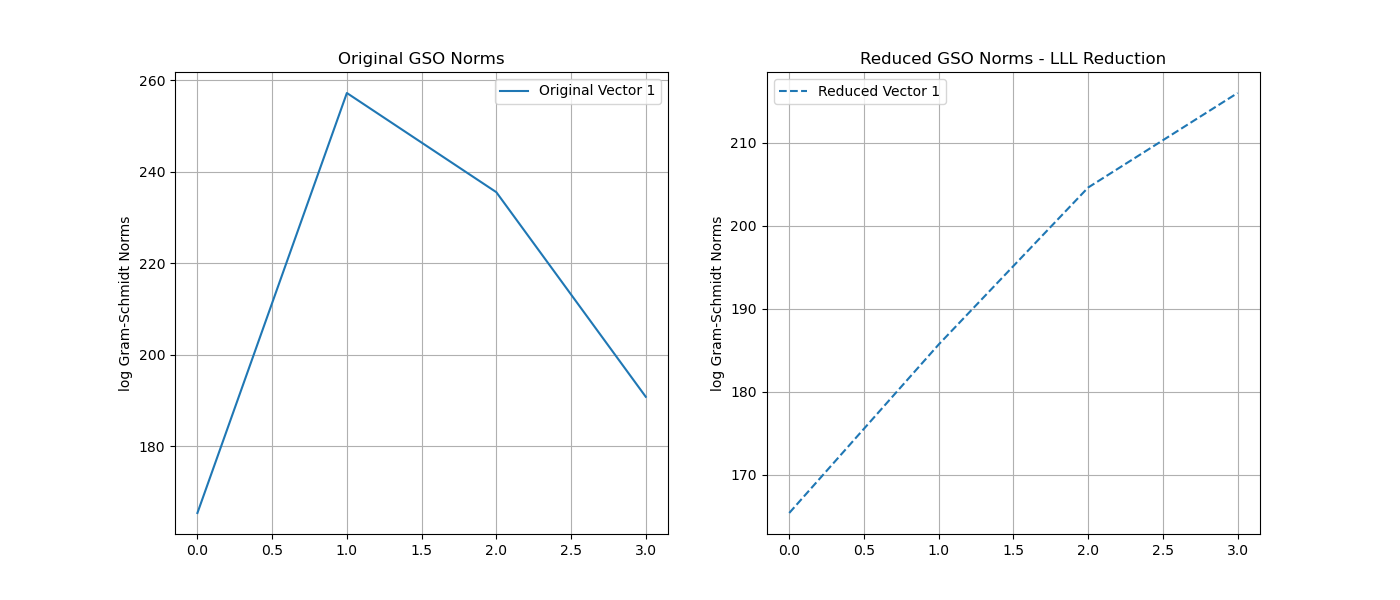 Original GSO Norms
Original Vector 1
log Gram-Schmidt Norms
260
240
220
200
180
0.0 0.5 1.0 1.5 2.0 2.5 3.0
Reduced GSO Norms - LLL Reduction
Reduced Vector 1
log Gram-Schmidt Norms
210
200
190
180
170
0.0 0.5 1.0 1.5 2.0 2.5 3.0